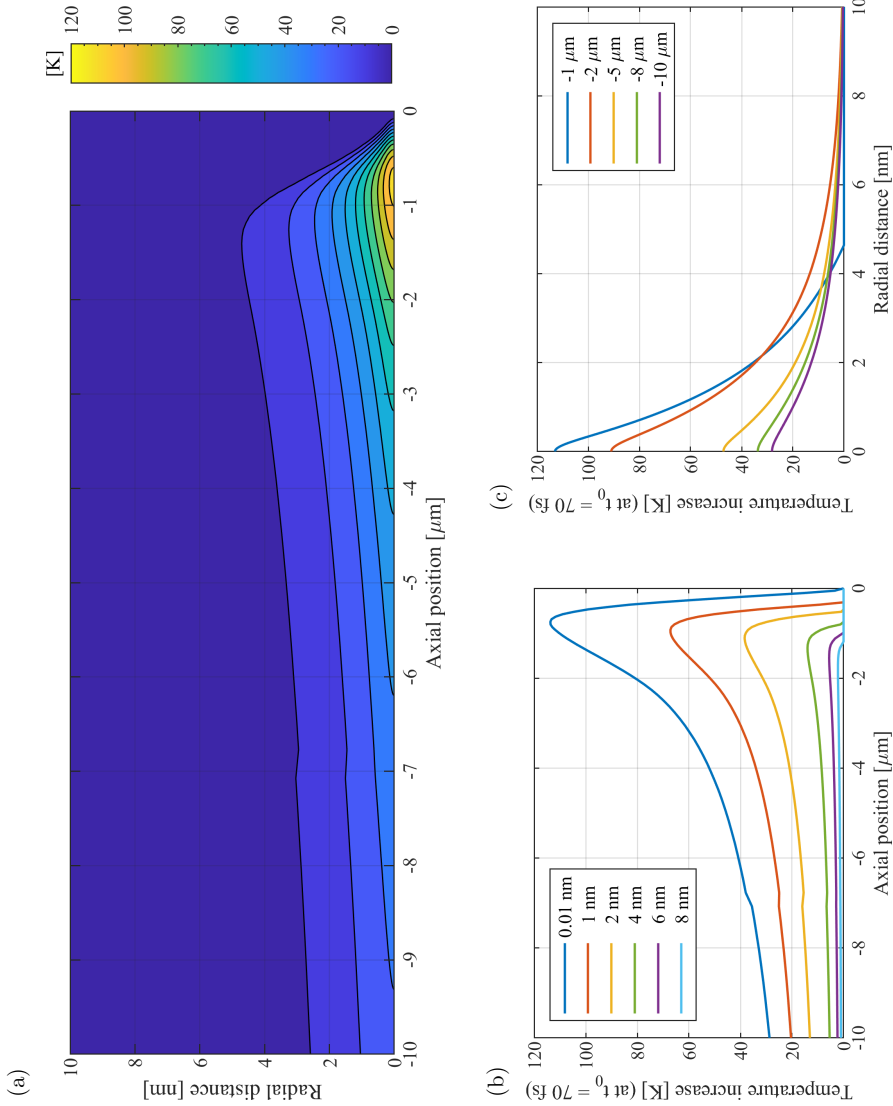 (a)
[K]
120
100
80
60
40
20
0
10
8
6
4
2
0
Radial distance [nm]
-10
-9
-8
-7
-6
-5
-4
-3
-2
-1
0
Axial position [μm]
(b)
120
100
80
60
40
20
0
Temperature increase [K] (at t0 = 70 fs)
0.01 nm
1 nm
2 nm
4 nm
6 nm
8 nm
-10
-8
-6
-4
-2
0
Axial position [μm]
(c)
120
100
80
60
40
20
0
Temperature increase [K] (at t0 = 70 fs)
-1 μm
-2 μm
-5 μm
-8 μm
-10 μm
0
2
4
6
8
10
Radial distance [nm]